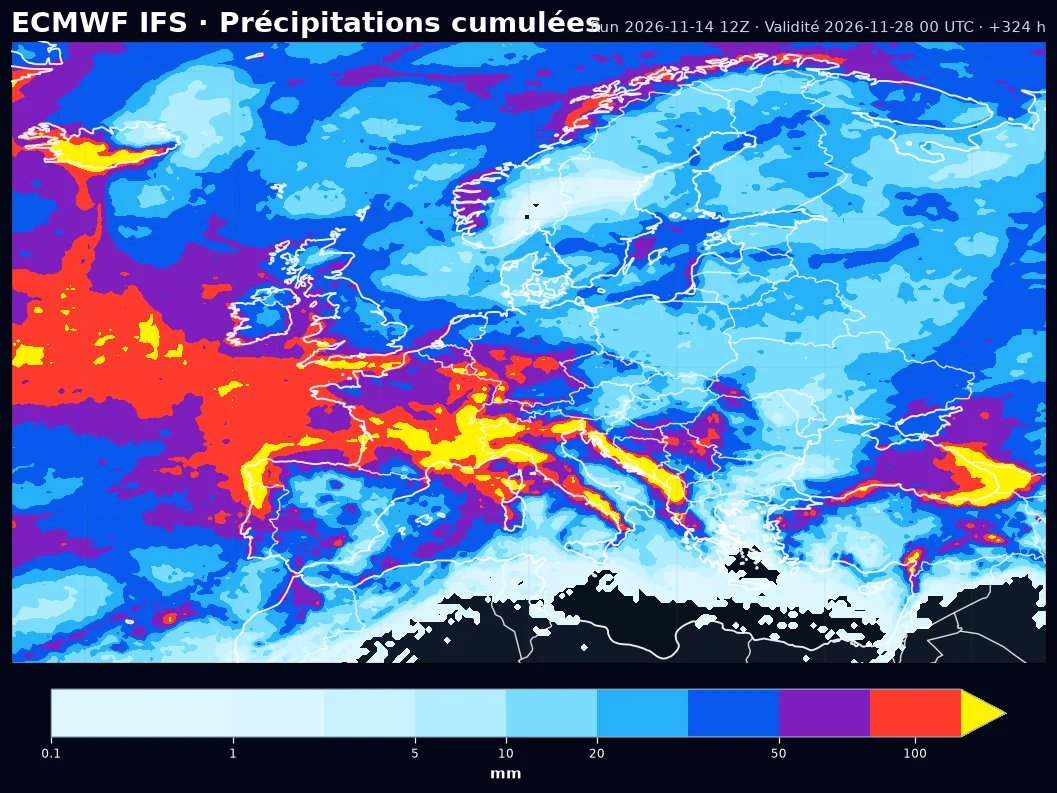 ECMWF IFS · Précipitations cumulées
Run 2026-11-14 12Z · Validité 2026-11-28 00 UTC · +324 h
0.1 1 5 10 20 50 100
mm